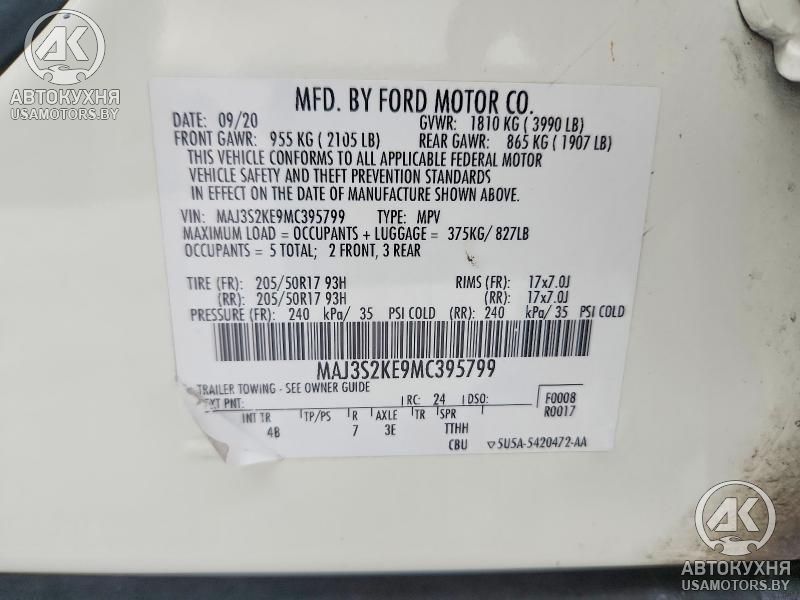 AK
АВТОКУХНЯ
USAMOTORS.BY
MFD. BY FORD MOTOR CO.
DATE: 09/20 GVWR: 1810 KG ( 3990 LB)
FRONT GAWR: 955 KG ( 2105 LB) REAR GAWR: 865 KG ( 1907 LB)
THIS VEHICLE CONFORMS TO ALL APPLICABLE FEDERAL MOTOR
VEHICLE SAFETY AND THEFT PREVENTION STANDARDS
IN EFFECT ON THE DATE OF MANUFACTURE SHOWN ABOVE.
VIN: MAJ3S2KE9MC395799 TYPE: MPV
MAXIMUM LOAD = OCCUPANTS + LUGGAGE = 375KG/ 827LB
OCCUPANTS = 5 TOTAL; 2 FRONT, 3 REAR
TIRE (FR): 205/50R17 93H RIMS (FR): 17x7.0J
(RR): 205/50R17 93H (RR): 17x7.0J
PRESSURE (FR): 240 kPa/ 35 PSI COLD (RR): 240 kPa/ 35 PSI COLD
MAJ3S2KE9MC395799
TRAILER TOWING - SEE OWNER GUIDE
EXT PNT: RC: 24 DSO: F0008
R0017
INT TR TP/PS R AXLE TR SPR
4B 7 3E TTHH
CBU ▽5U5A-5420472-AA
AK
АВТОКУХНЯ
USAMOTORS.BY